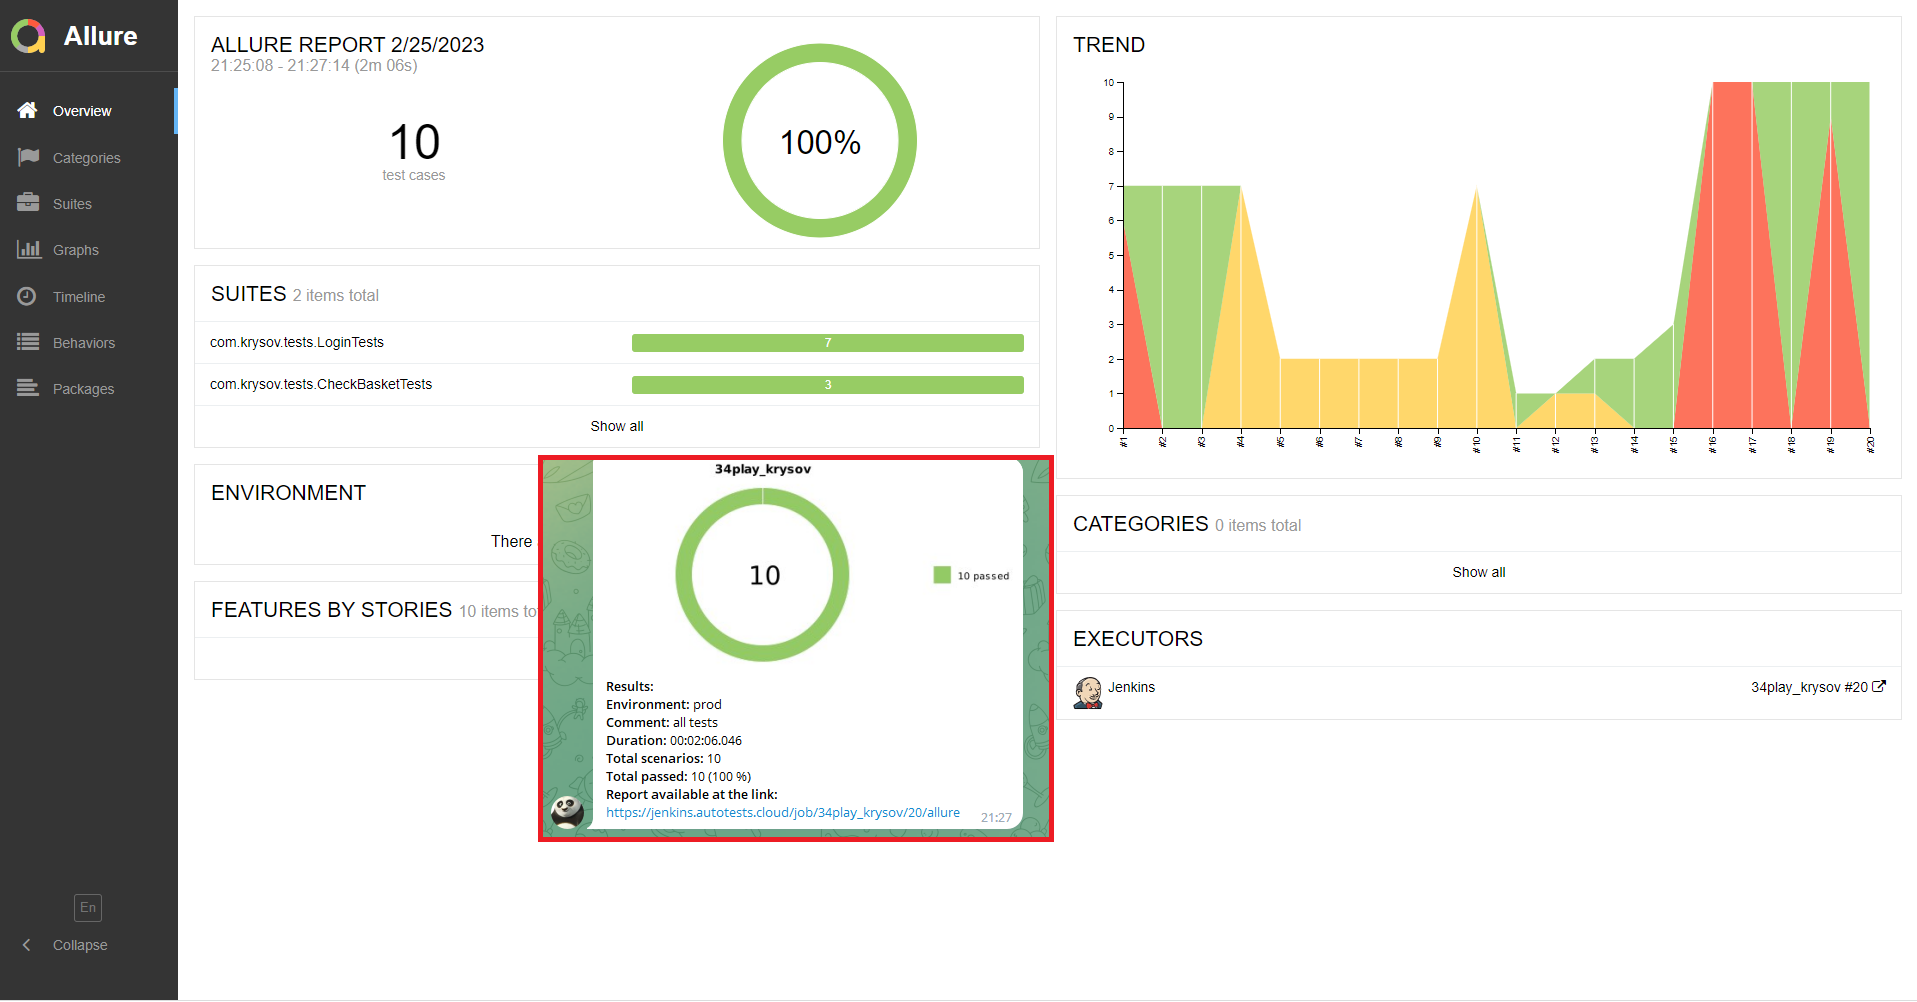 Allure
Overview
Categories
Suites
Graphs
Timeline
Behaviors
Packages
En
Collapse
ALLURE REPORT 2/25/2023
21:25:08 - 21:27:14 (2m 06s)
10
test cases
100%
SUITES 2 items total
com.krysov.tests.LoginTests
7
com.krysov.tests.CheckBasketTests
3
Show all
ENVIRONMENT
There
FEATURES BY STORIES 10 items to
34play_krysov
10
10 passed
Results:
Environment: prod
Comment: all tests
Duration: 00:02:06.046
Total scenarios: 10
Total passed: 10 (100 %)
Report available at the link:
https://jenkins.autotests.cloud/job/34play_krysov/20/allure
21:27
TREND
10
9
8
7
6
5
4
3
2
1
0
#1
#2
#3
#4
#5
#6
#7
#8
#9
#10
#11
#12
#13
#14
#15
#16
#17
#18
#19
#20
CATEGORIES 0 items total
Show all
EXECUTORS
Jenkins
34play_krysov #20